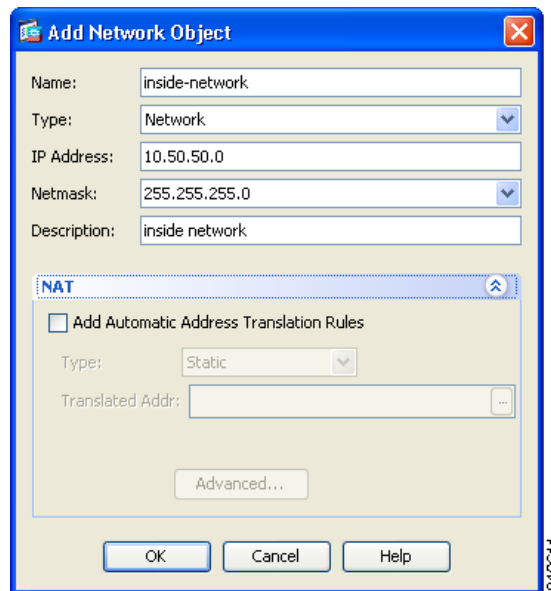 Add Network Object
Name: inside-network
Type: Network
IP Address: 10.50.50.0
Netmask: 255.255.255.0
Description: inside network
NAT
Add Automatic Address Translation Rules
Type: Static
Translated Addr: ...
Advanced...
OK Cancel Help